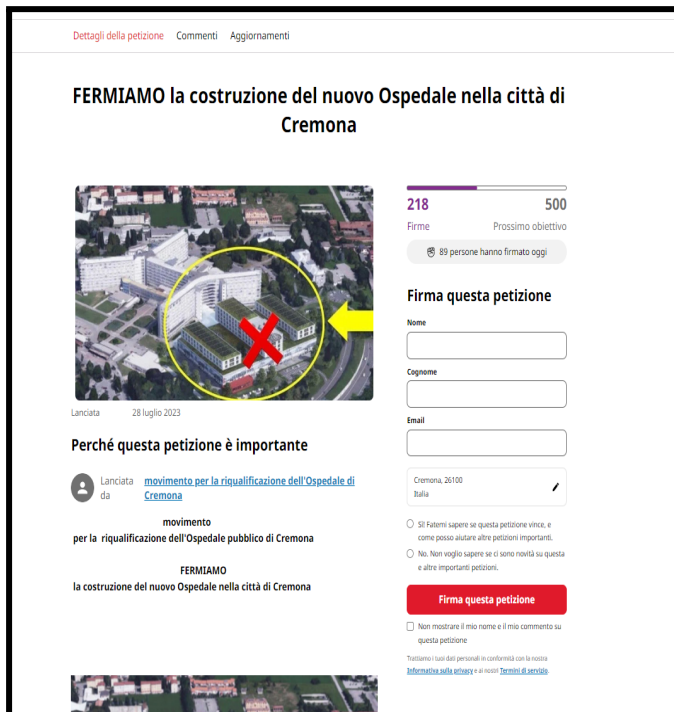 Dettagli della petizione Commenti Aggiornamenti
FERMIAMO la costruzione del nuovo Ospedale nella città di
Cremona
218 500
Firme Prossimo obiettivo
89 persone hanno firmato oggi
Firma questa petizione
Nome
Cognome
Email
Cremona, 26100
Italia
Sì! Fatemi sapere se questa petizione vince, e
come posso aiutare altre petizioni importanti.
No. Non voglio sapere se ci sono novità su questa
e altre importanti petizioni.
Firma questa petizione
Non mostrare il mio nome e il mio commento su
questa petizione
Trattiamo i tuoi dati personali in conformità con la nostra
Informativa sulla privacy e ai nostri Termini di servizio.
Lanciata 28 luglio 2023
Perché questa petizione è importante
Lanciata da movimento per la riqualificazione dell'Ospedale di
Cremona
movimento
per la riqualificazione dell'Ospedale pubblico di Cremona
FERMIAMO
la costruzione del nuovo Ospedale nella città di Cremona